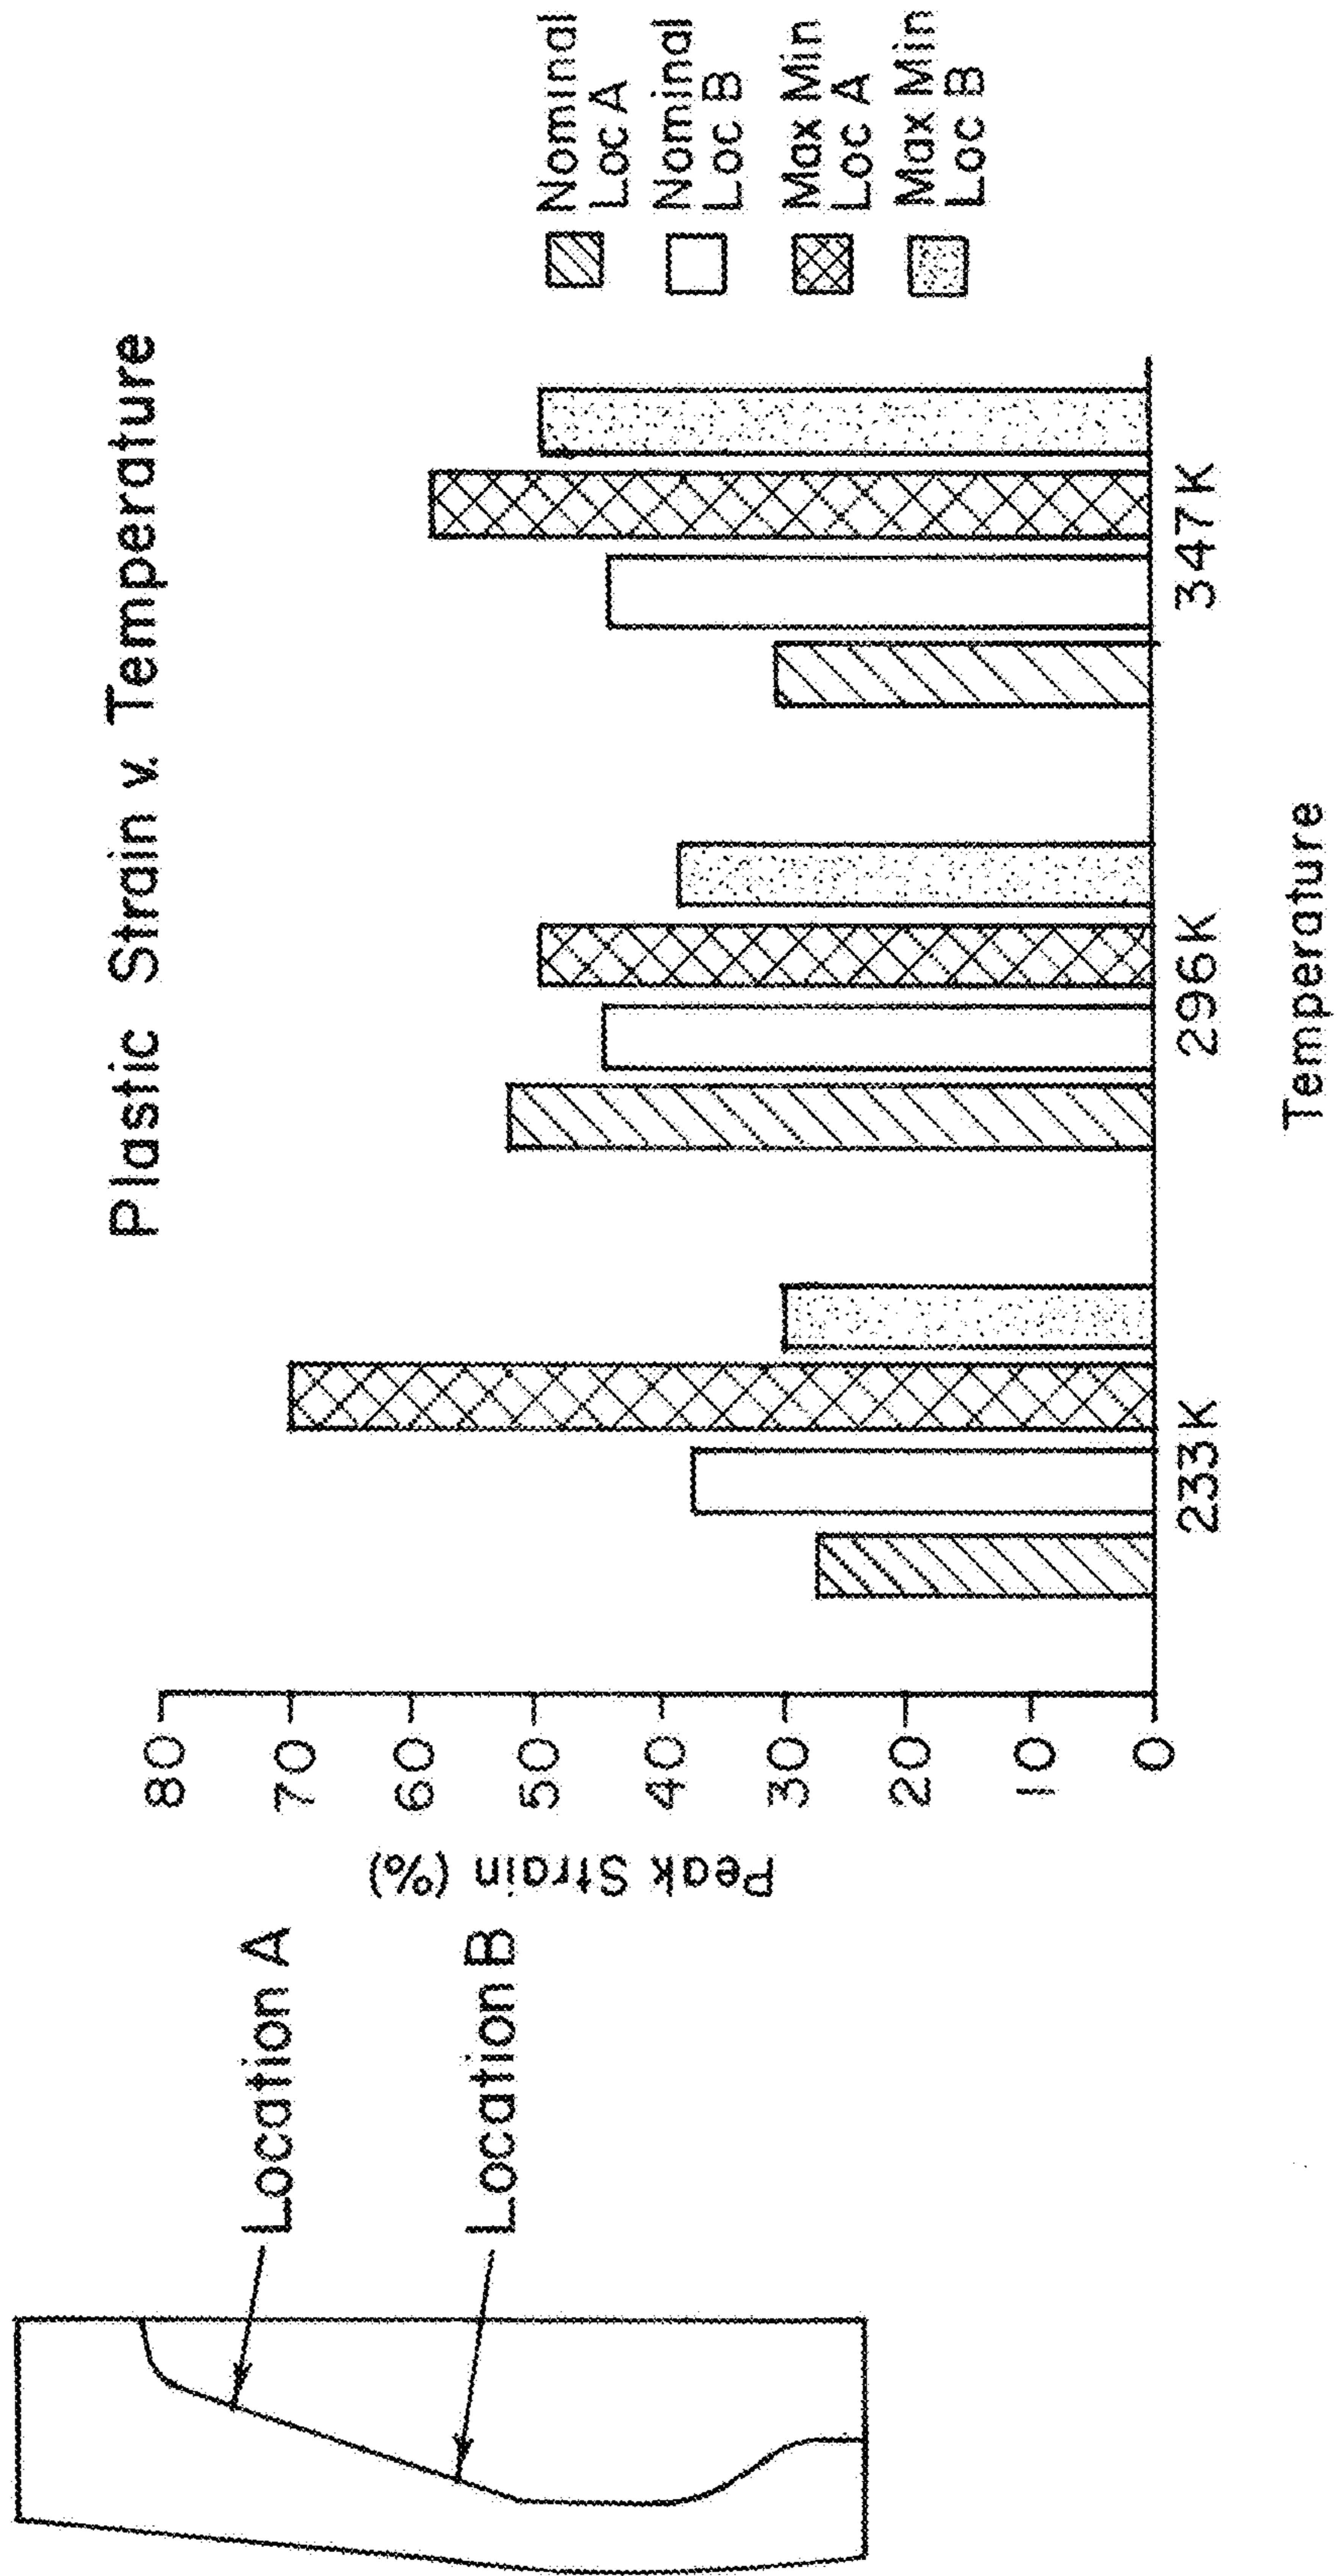 Plastic Strain v. Temperature
Location A
Location B
Peak Strain (%)
80
70
60
50
40
30
20
10
0
233K
296K
347K
Temperature
Nominal
Loc A
Nominal
Loc B
Max Min
Loc A
Max Min
Loc B